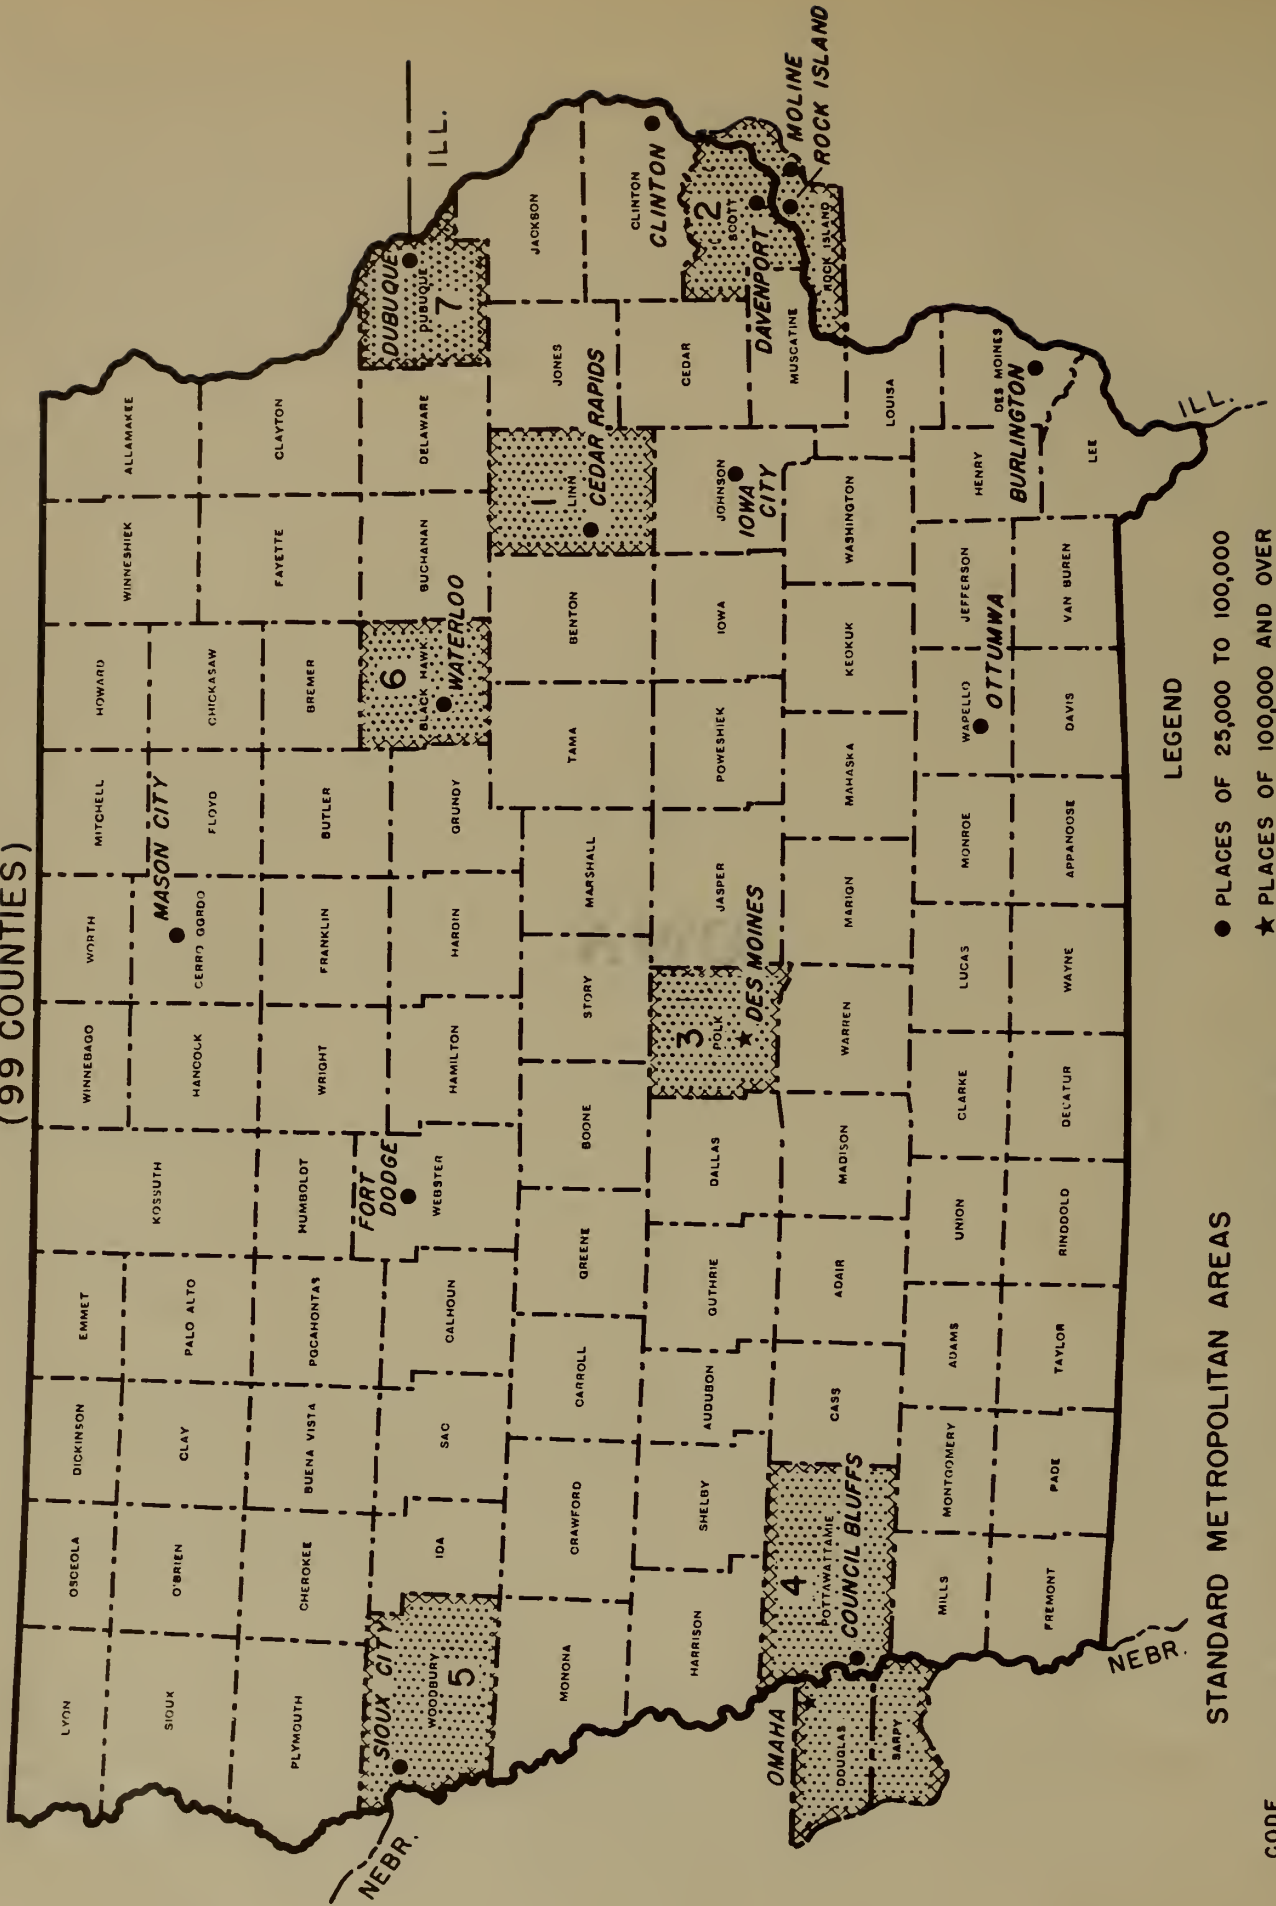 (99 COUNTIES)
LYON
OSCEOLA
DICKINSON
EMMET
KOSSUTH
WINNEBAGO
WORTH
MITCHELL
HOWARD
WINNESHIEK
ALLAMAKEE
SIOUX
O'BRIEN
CLAY
PALO ALTO
HANCOCK
CERRO GORDO
MASON CITY
FLOYD
CHICKASAW
FAYETTE
CLAYTON
PLYMOUTH
CHEROKEE
BUENA VISTA
POCAHONTAS
HUMBOLDT
WRIGHT
FRANKLIN
BUTLER
BREMER
NEBR.
SIOUX CITY
WOODBURY
5
IDA
SAC
CALHOUN
FORT
DODGE
WEBSTER
HAMILTON
HARDIN
GRUNDY
6
BLACK HAWK
WATERLOO
BUCHANAN
DELAWARE
DUBUQUE
DUBUQUE
7
ILL.
MONONA
CRAWFORD
CARROLL
GREENE
BOONE
STORY
MARSHALL
TAMA
BENTON
1
LINN
CEDAR RAPIDS
JONES
JACKSON
HARRISON
SHELBY
AUDUBON
GUTHRIE
DALLAS
3
POLK
DES MOINES
JASPER
POWESHIEK
IOWA
JOHNSON
IOWA
CITY
CEDAR
CLINTON
CLINTON
2
SCOTT
DAVENPORT
MOLINE
ROCK ISLAND
ROCK ISLAND
MUSCATINE
OMAHA
DOUGLAS
SARPY
4
POTTAWATTAMIE
COUNCIL BLUFFS
CASS
ADAIR
MADISON
WARREN
MARION
MAHASKA
KEOKUK
WASHINGTON
LOUISA
MILLS
MONTGOMERY
ADAMS
UNION
CLARKE
LUCAS
MONROE
WAPELLO
OTTUMWA
JEFFERSON
HENRY
DES MOINES
BURLINGTON
NEBR.
FREMONT
PADE
TAYLOR
RINDDOLD
DECATUR
WAYNE
APPANOOSE
DAVIS
VAN BUREN
LEE
ILL.
LEGEND
● PLACES OF 25,000 TO 100,000
★ PLACES OF 100,000 AND OVER
STANDARD METROPOLITAN AREAS
CODE